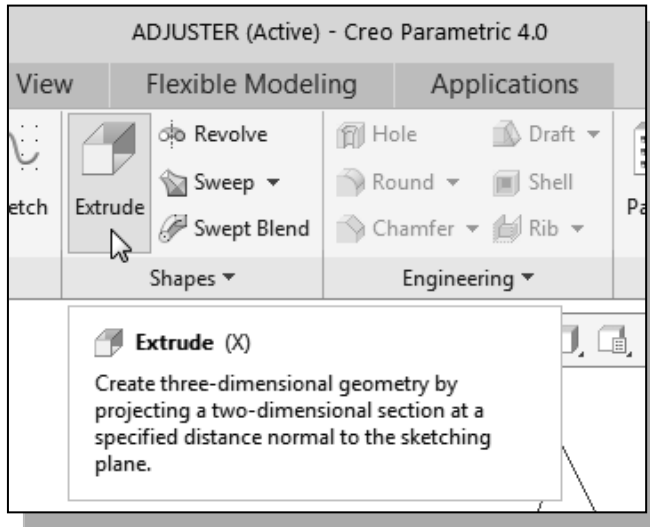 ADJUSTER (Active) - Creo Parametric 4.0
View Flexible Modeling Applications
Revolve Hole Draft
etch Extrude Sweep Round Shell Pa
Swept Blend Chamfer Rib
Shapes Engineering
Extrude (X)
Create three-dimensional geometry by
projecting a two-dimensional section at a
specified distance normal to the sketching
plane.